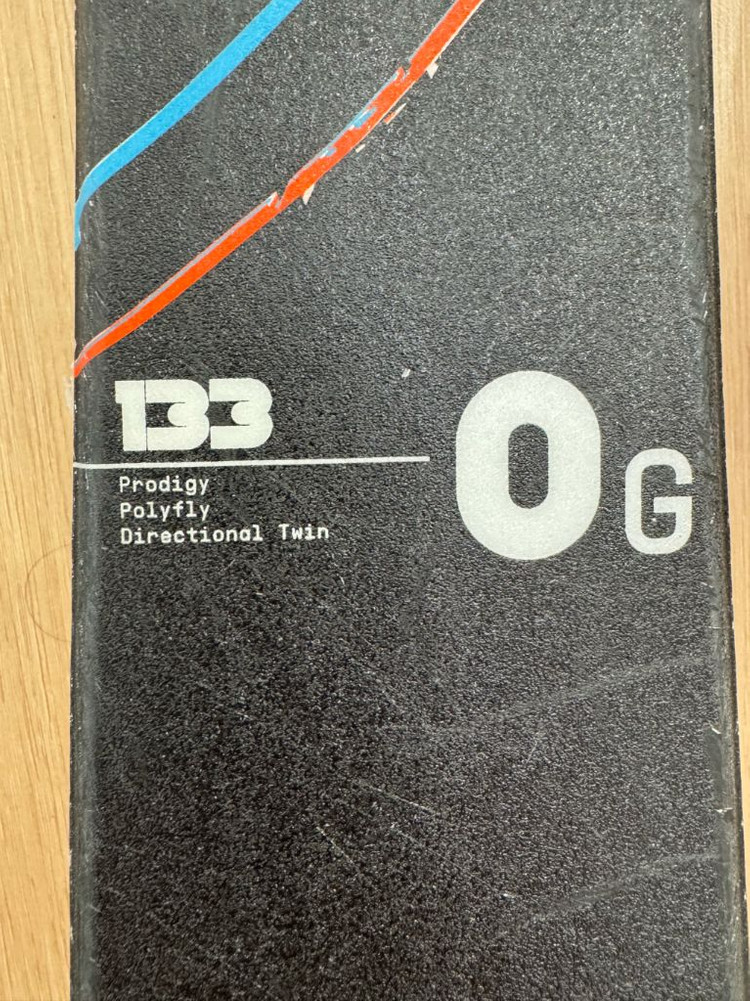 133
Prodigy
Polyfly
Directional Twin
0G